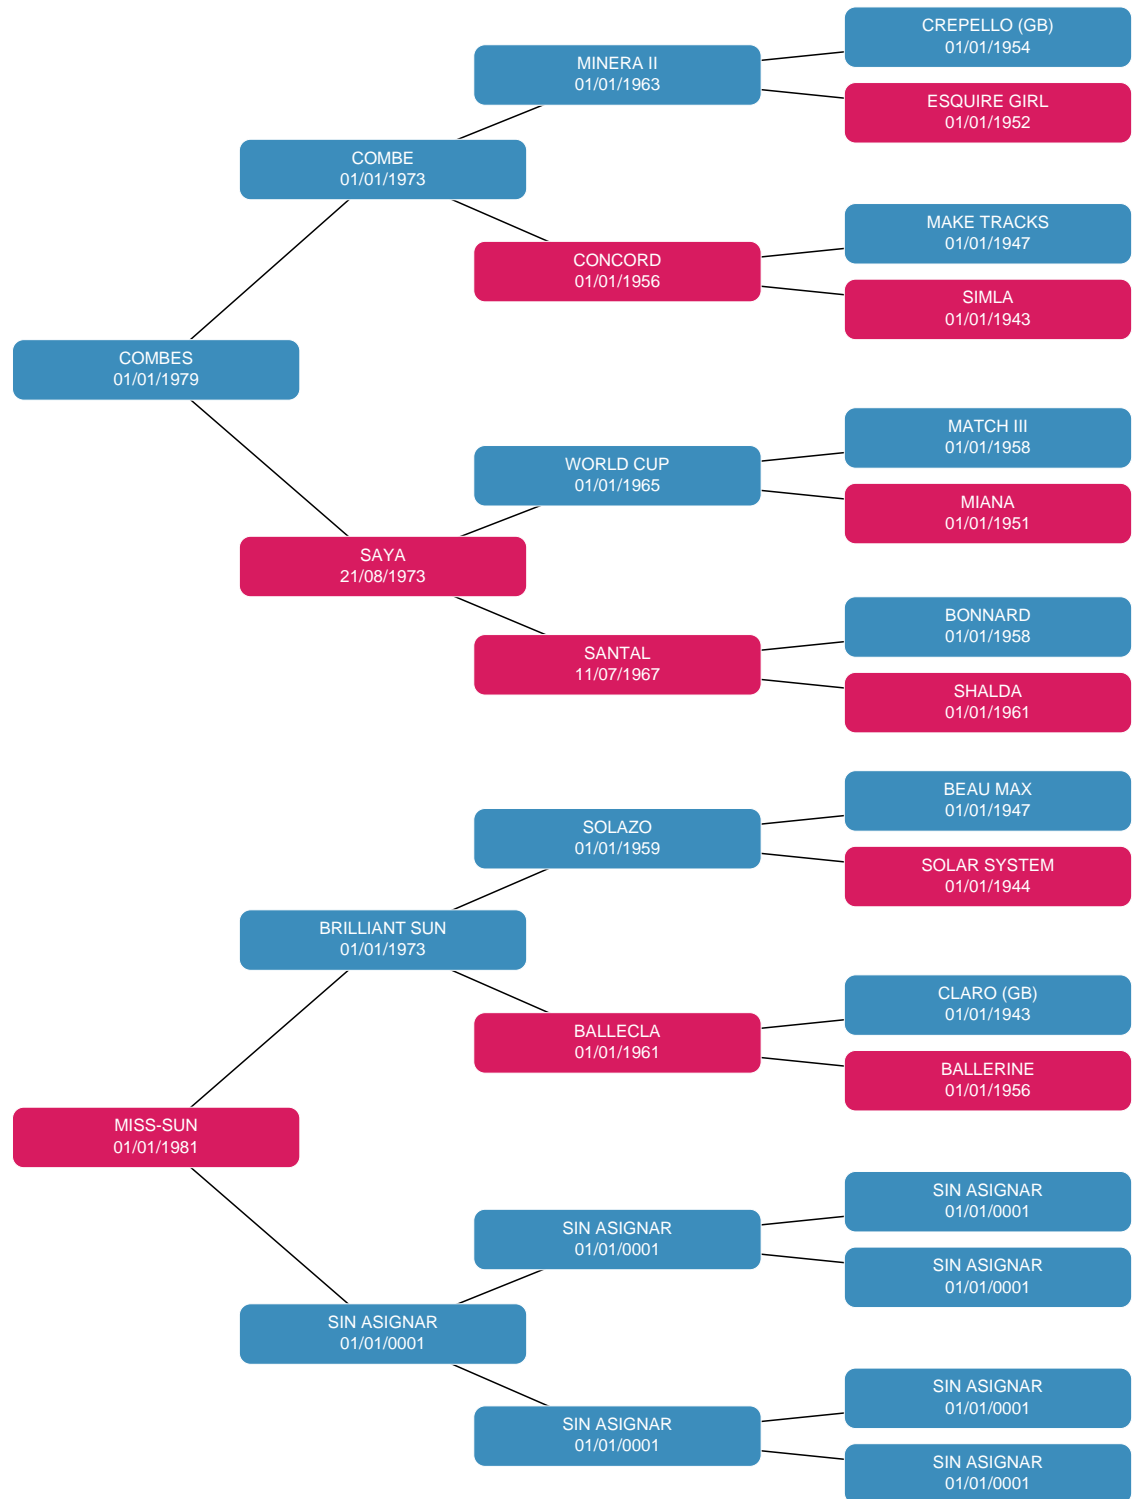 CREPELLO (GB)
01/01/1954
MINERA II
01/01/1963
ESQUIRE GIRL
01/01/1952
COMBE
01/01/1973
MAKE TRACKS
01/01/1947
CONCORD
01/01/1956
SIMLA
01/01/1943
COMBES
01/01/1979
MATCH III
01/01/1958
WORLD CUP
01/01/1965
MIANA
01/01/1951
SAYA
21/08/1973
BONNARD
01/01/1958
SANTAL
11/07/1967
SHALDA
01/01/1961
BEAU MAX
01/01/1947
SOLAZO
01/01/1959
SOLAR SYSTEM
01/01/1944
BRILLIANT SUN
01/01/1973
CLARO (GB)
01/01/1943
BALLECLA
01/01/1961
BALLERINE
01/01/1956
MISS-SUN
01/01/1981
SIN ASIGNAR
01/01/0001
SIN ASIGNAR
01/01/0001
SIN ASIGNAR
01/01/0001
SIN ASIGNAR
01/01/0001
SIN ASIGNAR
01/01/0001
SIN ASIGNAR
01/01/0001
SIN ASIGNAR
01/01/0001